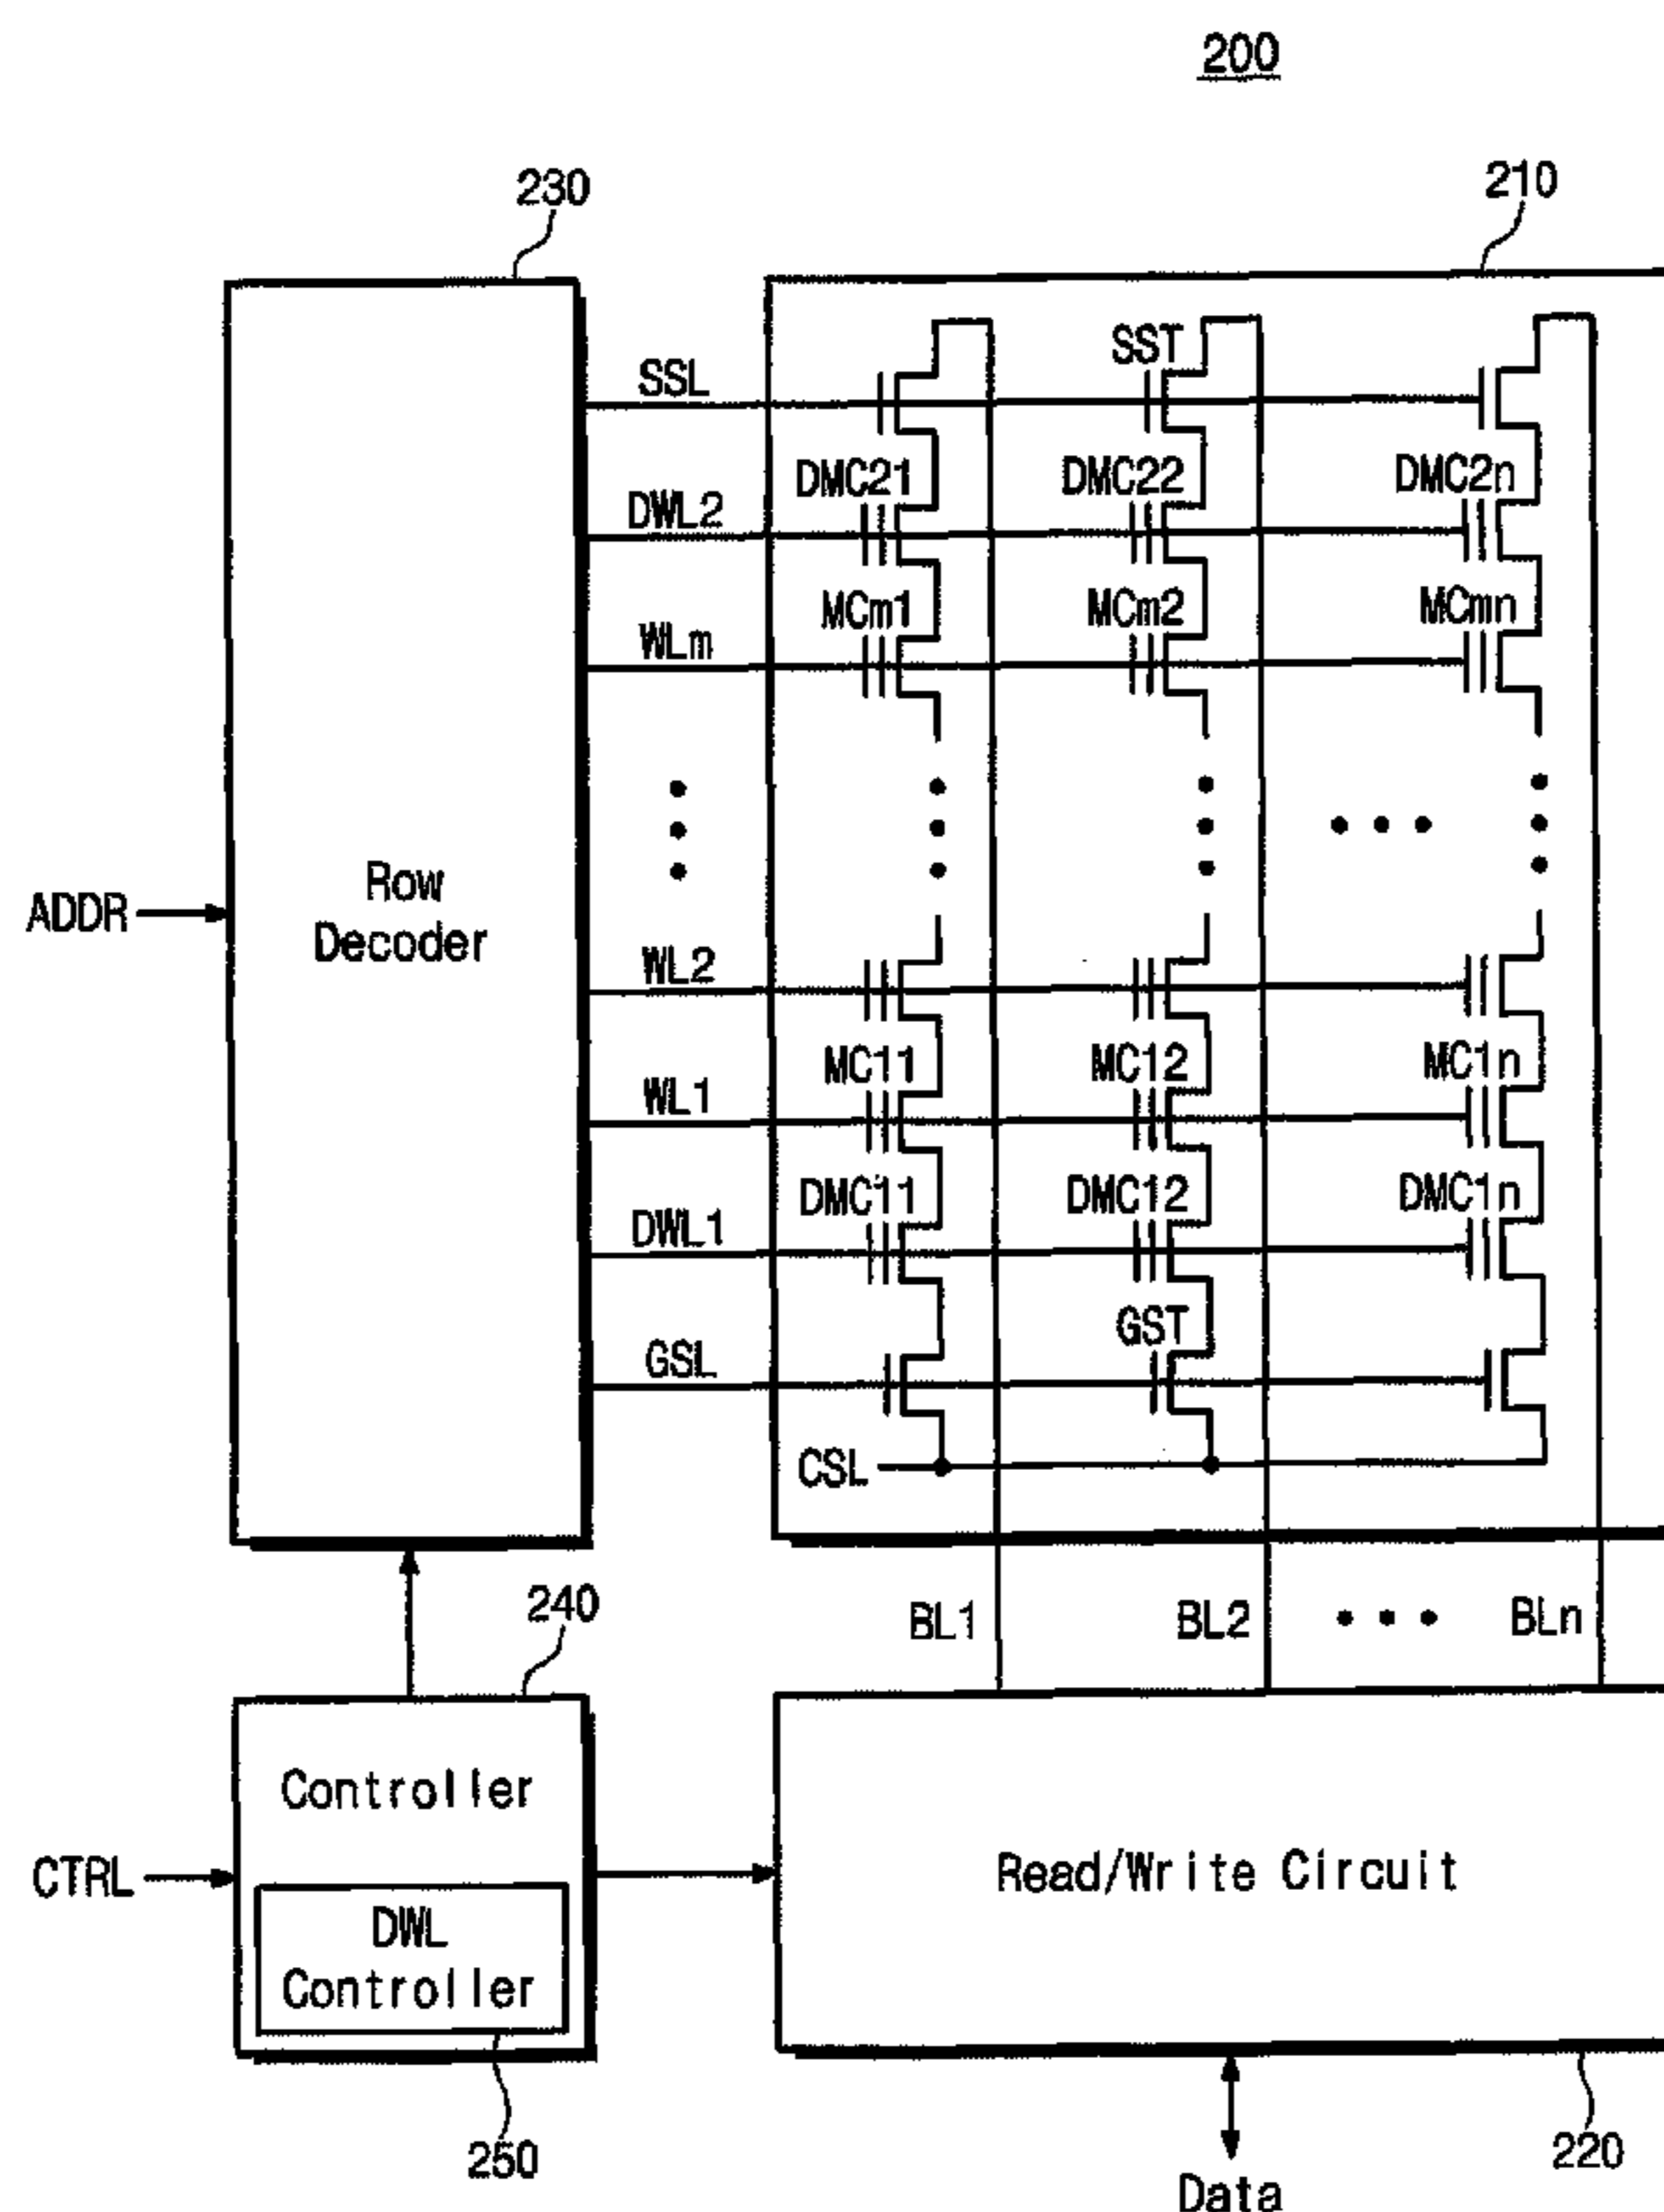 200
230
210
SST
SSL
DMC21 DMC22 DMC2n
DWL2
MCm1 MCm2 MCmn
WLm
Row
Decoder
ADDR
WL2
MC11 MC12 MC1n
WL1
DMC11 DMC12 DMC1n
DWL1
GST
GSL
CSL
240
BL1 BL2 BLn
Controller
CTRL
Read/Write Circuit
DWL
Controller
250
220
Data